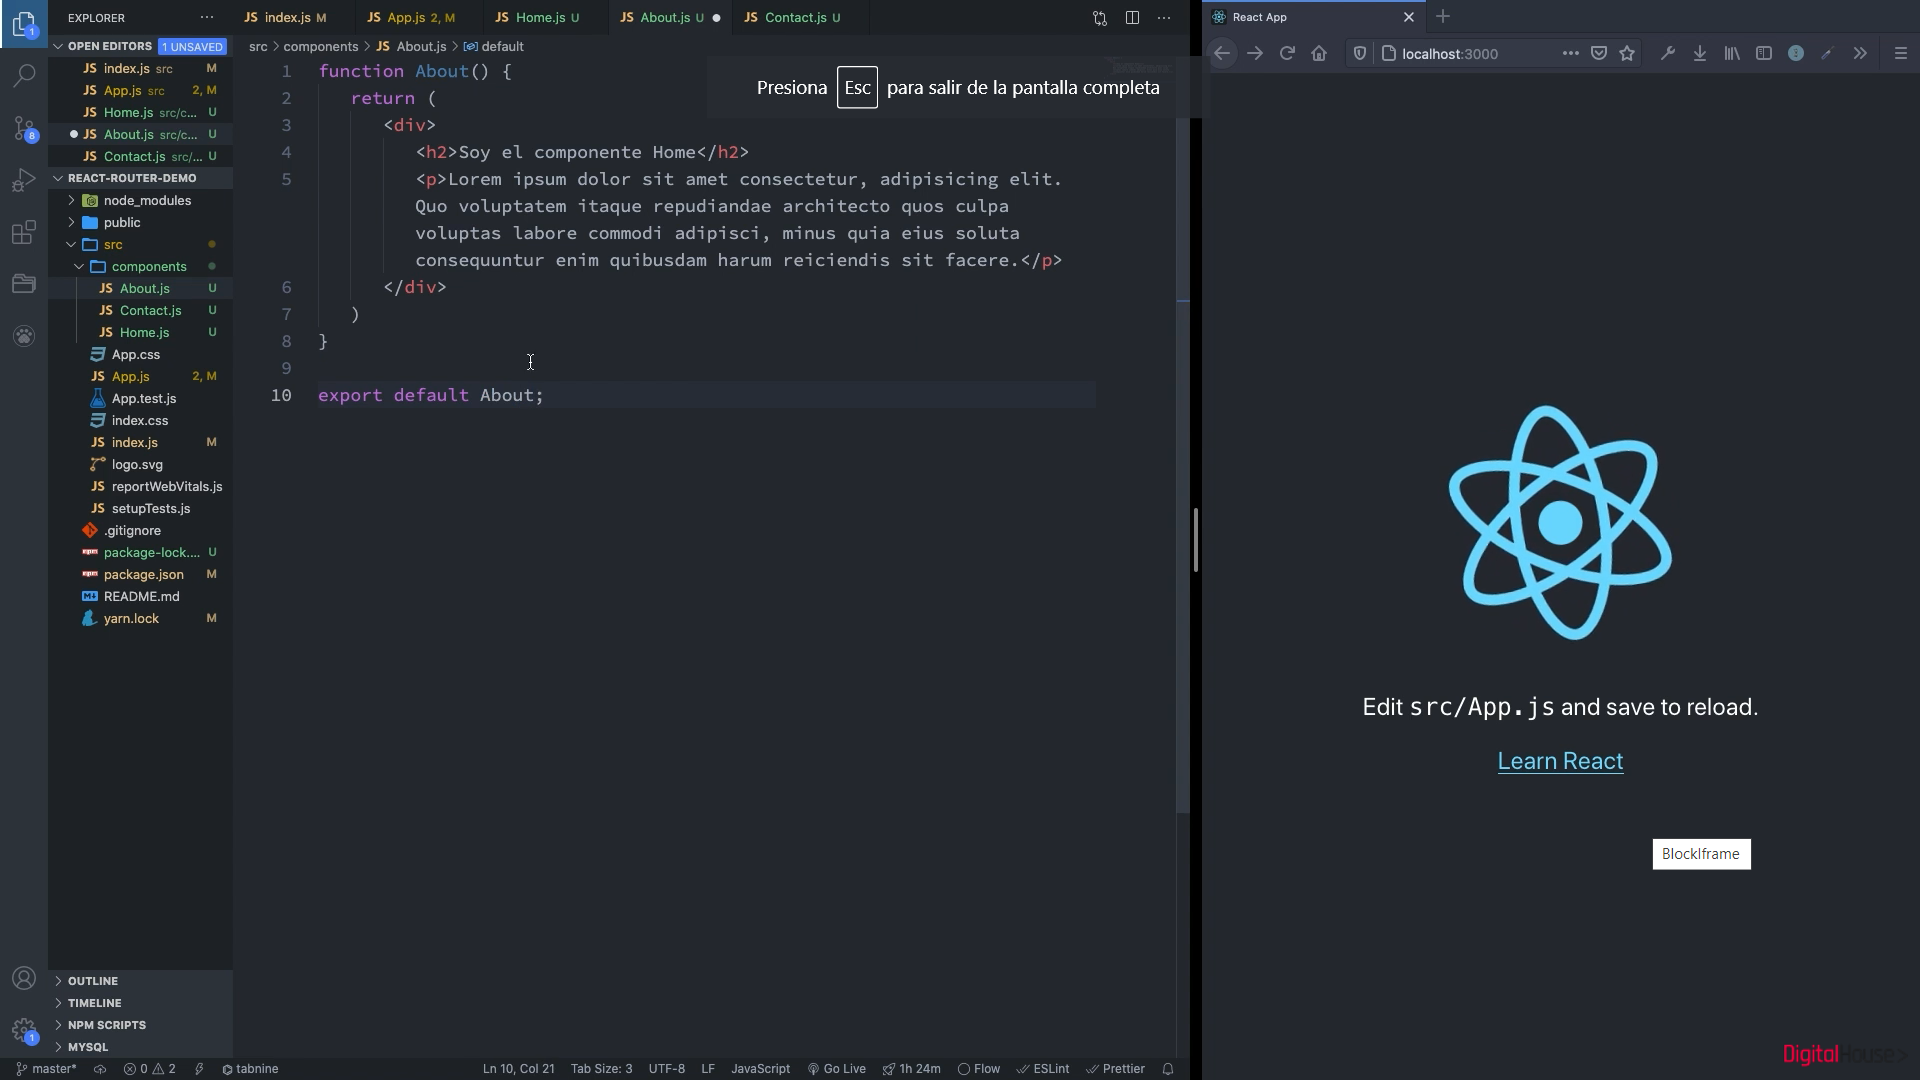 EXPLORER
OPEN EDITORS 1 UNSAVED
JS index.js src M
JS App.js src 2, M
JS Home.js src/c... U
JS About.js src/c... U
JS Contact.js src/... U
REACT-ROUTER-DEMO
node_modules
public
src
components
JS About.js U
JS Contact.js U
JS Home.js U
App.css
JS App.js 2, M
App.test.js
index.css
JS index.js M
logo.svg
JS reportWebVitals.js
JS setupTests.js
.gitignore
package-lock.... U
package.json M
README.md
yarn.lock M
OUTLINE
TIMELINE
NPM SCRIPTS
MYSQL
JS index.js M
JS App.js 2, M
JS Home.js U
JS About.js U
JS Contact.js U
src > components > JS About.js > default
1 function About() {
2 return (
3 <div>
4 <h2>Soy el componente Home</h2>
5 <p>Lorem ipsum dolor sit amet consectetur, adipisicing elit.
Quo voluptatem itaque repudiandae architecto quos culpa
voluptas labore commodi adipisci, minus quia eius soluta
consequuntur enim quibusdam harum reiciendis sit facere.</p>
6 </div>
7 )
8 }
9
10 export default About;
Presiona Esc para salir de la pantalla completa
master* 0 2 tabnine Ln 10, Col 21 Tab Size: 3 UTF-8 LF JavaScript Go Live 1h 24m Flow ESLint Prettier
React App
localhost:3000
Edit src/App.js and save to reload.
Learn React
BlockIframe
DigitalHouse>
1
8
1